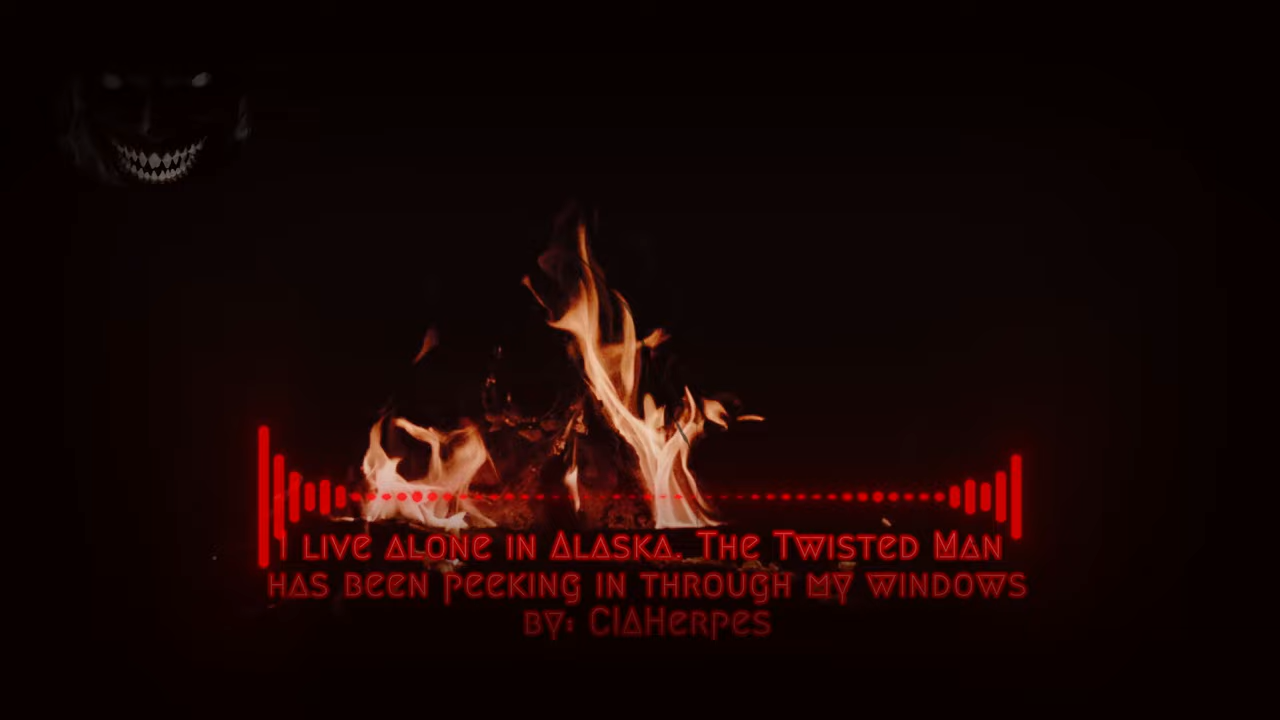 I live alone in Alaska. The Twisted Man
has been peeking in through my windows
by: CIAHerpes